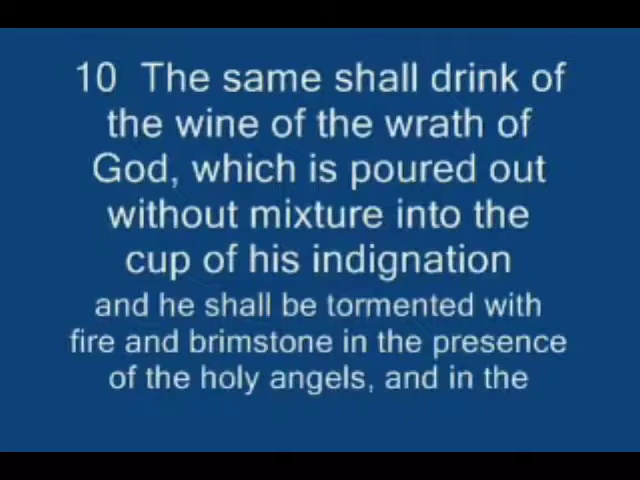 10 The same shall drink of
the wine of the wrath of
God, which is poured out
without mixture into the
cup of his indignation
and he shall be tormented with
fire and brimstone in the presence
of the holy angels, and in the